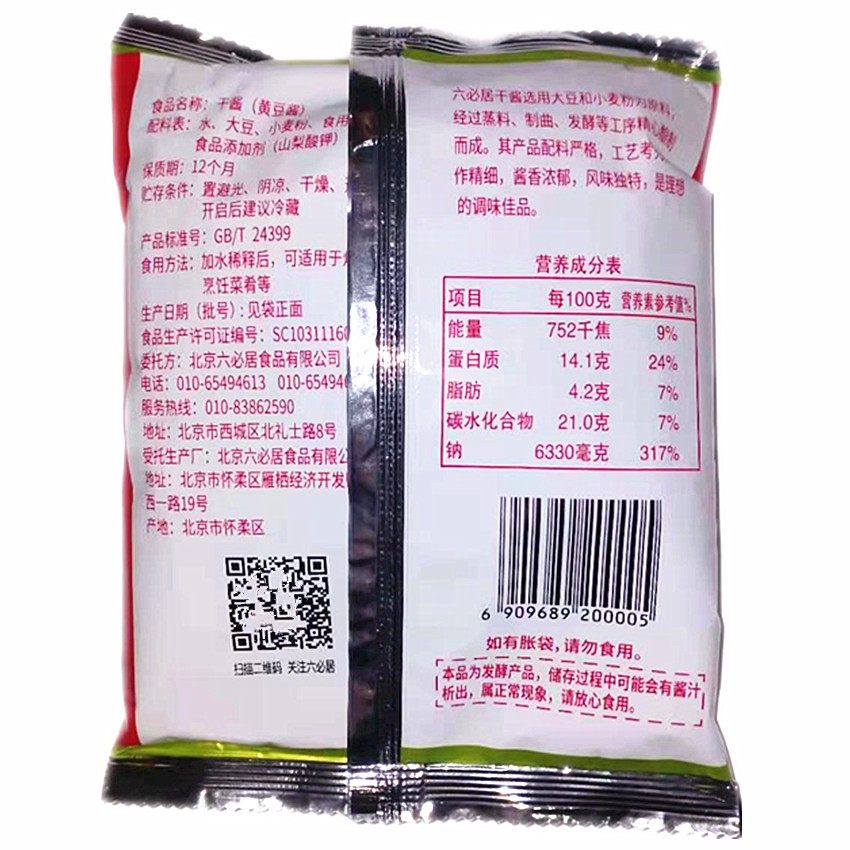 食品名称：干酱（黄豆酱）
配料表：水、大豆、小麦粉、食用
食品添加剂（山梨酸钾）
保质期：12个月
贮存条件：置避光、阴凉、干燥、
开启后建议冷藏
产品标准号：GB/T 24399
食用方法：加水稀释后，可适用于
烹饪菜肴等
生产日期（批号）：见袋正面
食品生产许可证编号：SC10311160
委托方：北京六必居食品有限公司
电话：010-65494613 010-65494
服务热线：010-83862590
地址：北京市西城区北礼士路8号
受托生产厂：北京六必居食品有限公
地址：北京市怀柔区雁栖经济开发
西一路19号
产地：北京市怀柔区
扫描二维码 关注六必居
六必居干酱选用大豆和小麦粉为原料，
经过蒸料、制曲、发酵等工序精心酿制
而成。其产品配料严格，工艺考究
作精细，酱香浓郁，风味独特，是理想
的调味佳品。
营养成分表
项目 每100克 营养素参考值%
能量 752千焦 9%
蛋白质 14.1克 24%
脂肪 4.2克 7%
碳水化合物 21.0克 7%
钠 6330毫克 317%
6 909689 200005
如有胀袋，请勿食用。
本品为发酵产品，储存过程中可能会有酱汁
析出，属正常现象，请放心食用。